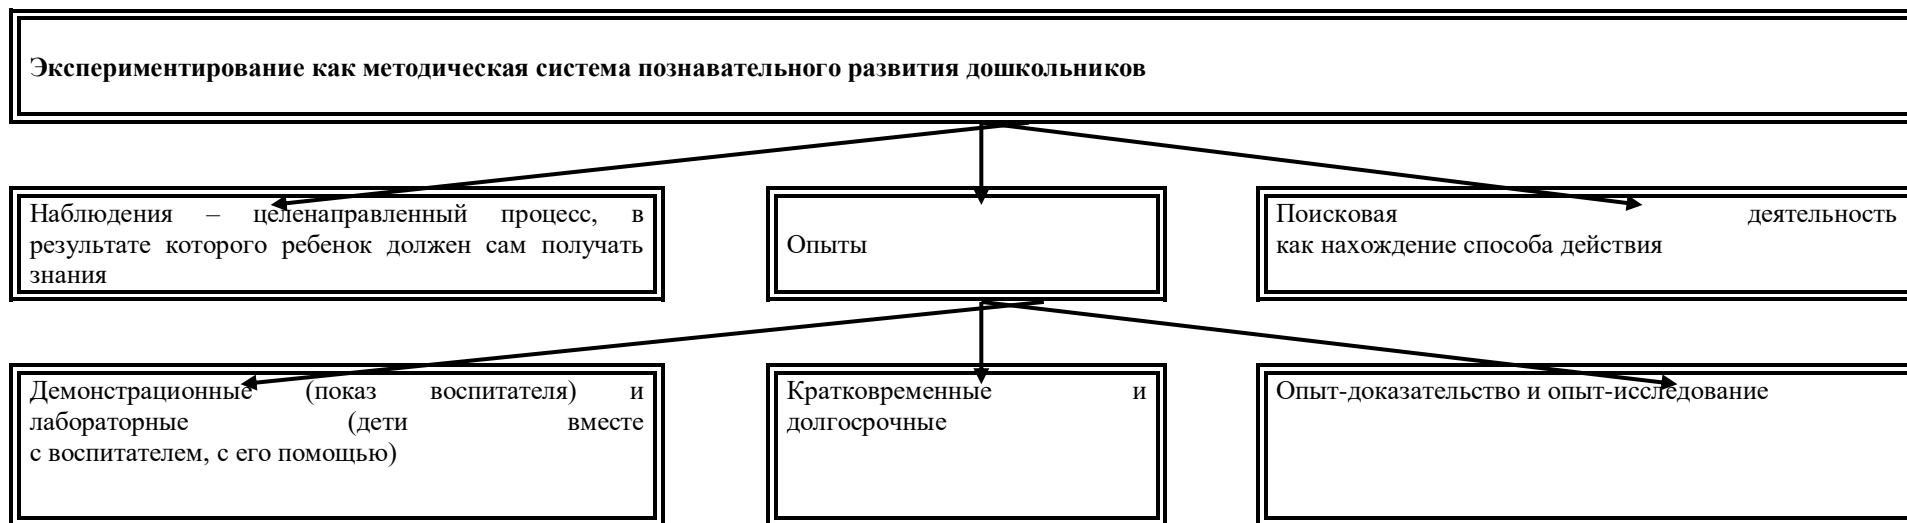 Экспериментирование как методическая система познавательного развития дошкольников
Наблюдения – целенаправленный процесс, в
результате которого ребенок должен сам получать
знания
Опыты
Поисковая деятельность
как нахождение способа действия
Демонстрационные (показ воспитателя) и
лабораторные (дети вместе
с воспитателем, с его помощью)
Кратковременные и
долгосрочные
Опыт-доказательство и опыт-исследование